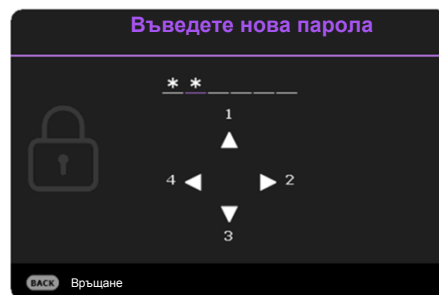 Въведете нова парола
* * _ _ _ _
1
4 2
3
BACK Връщане